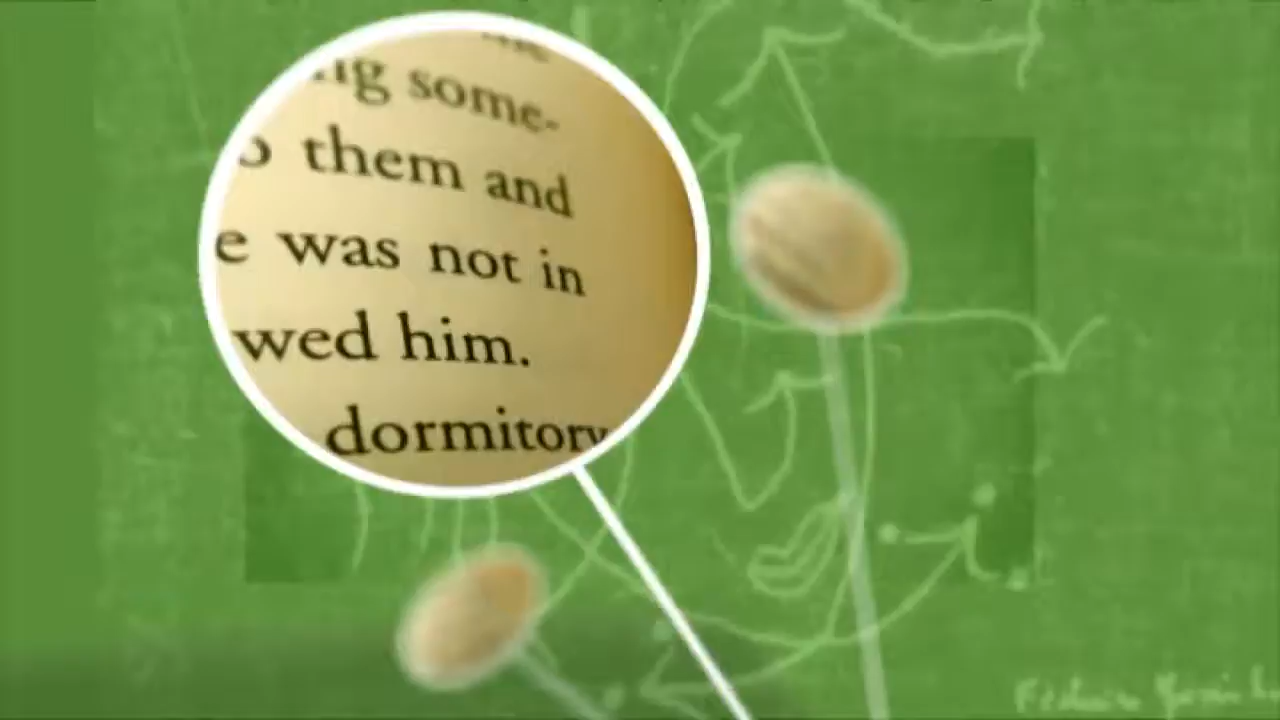 ng some-
them and
e was not in
wed him.
dormitory